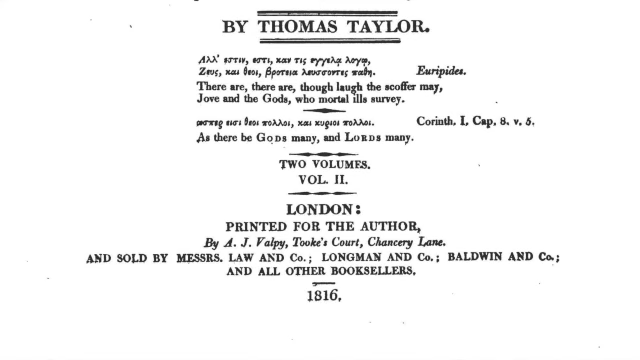 BY THOMAS TAYLOR.
Αλλ' εστιν, εστι, καν τις εγγελᾳ λογῳ,
Ζευς, και θεοι, βροτεια λευσσοντες παθη. Euripides.
There are, there are, though laugh the scoffer may,
Jove and the Gods, who mortal ills survey.
ωσπερ εισι θεοι πολλοι, και κυριοι πολλοι. Corinth. I, Cap, 8. v. 5.
As there be GODS many, and LORDS many.
TWO VOLUMES.
VOL. II.
LONDON:
PRINTED FOR THE AUTHOR,
By A. J. Valpy, Tooke's Court, Chancery Lane.
AND SOLD BY MESSRS. LAW AND Co.; LONGMAN AND Co.; BALDWIN AND Co.;
AND ALL OTHER BOOKSELLERS.
1816.